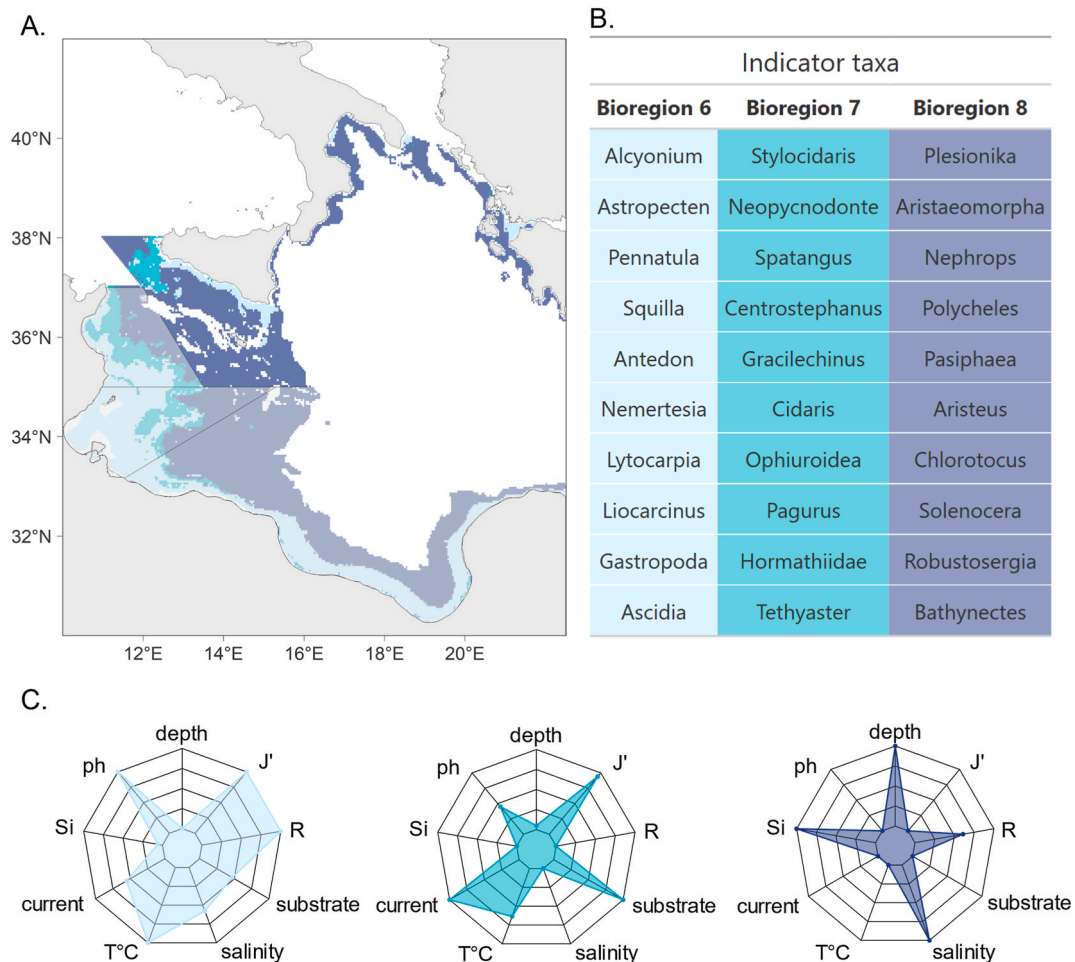 A.
B.
40°N
38°N
36°N
34°N
32°N
12°E 14°E 16°E 18°E 20°E
Indicator taxa
Bioregion 6 Bioregion 7 Bioregion 8
Alcyonium Stylocidaris Plesionika
Astropecten Neopycnodonte Aristaeomorpha
Pennatula Spatangus Nephrops
Squilla Centrostephanus Polycheles
Antedon Gracilechinus Pasiphaea
Nemertesia Cidaris Aristeus
Lytocarpia Ophiuroidea Chlorotocus
Liocarcinus Pagurus Solenocera
Gastropoda Hormathiidae Robustosergia
Ascidia Tethyaster Bathynectes
C.
depth
J'
R
substrate
salinity
T°C
current
Si
ph
depth
J'
R
substrate
salinity
T°C
current
Si
ph
depth
J'
R
substrate
salinity
T°C
current
Si
ph